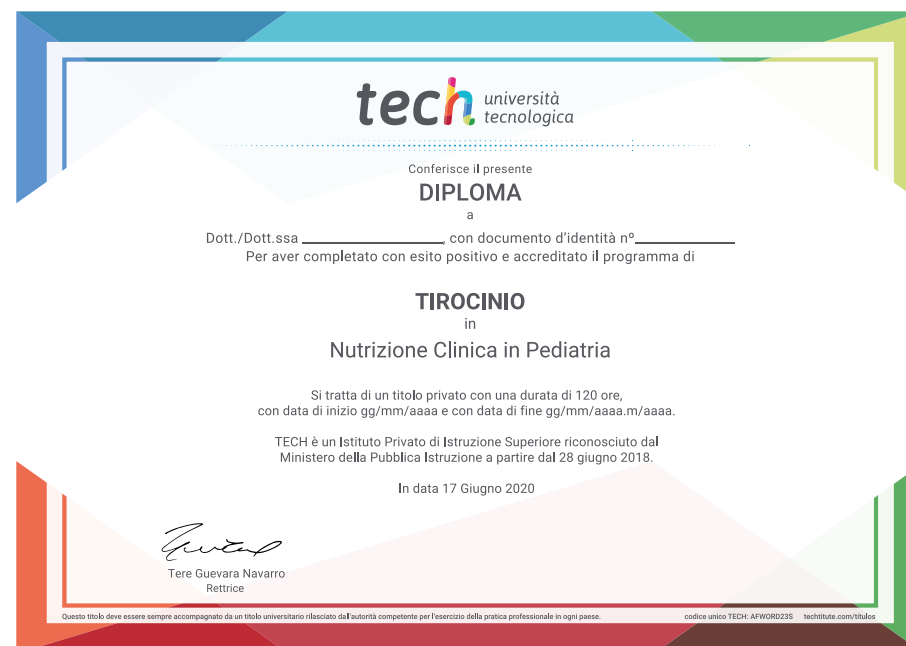 tech università
tecnologica
Conferisce il presente
DIPLOMA
a
Dott./Dott.ssa ____________________, con documento d'identità nº______________
Per aver completato con esito positivo e accreditato il programma di
TIROCINIO
in
Nutrizione Clinica in Pediatria
Si tratta di un titolo privato con una durata di 120 ore,
con data di inizio gg/mm/aaaa e con data di fine gg/mm/aaaa.m/aaaa.
TECH è un Istituto Privato di Istruzione Superiore riconosciuto dal
Ministero della Pubblica Istruzione a partire dal 28 giugno 2018.
In data 17 Giugno 2020
Tere Guevara Navarro
Rettrice
Questo titolo deve essere sempre accompagnato da un titolo universitario rilasciato dall'autorità competente per l'esercizio della pratica professionale in ogni paese. codice unico TECH: AFWORD23S techtitute.com/titulos